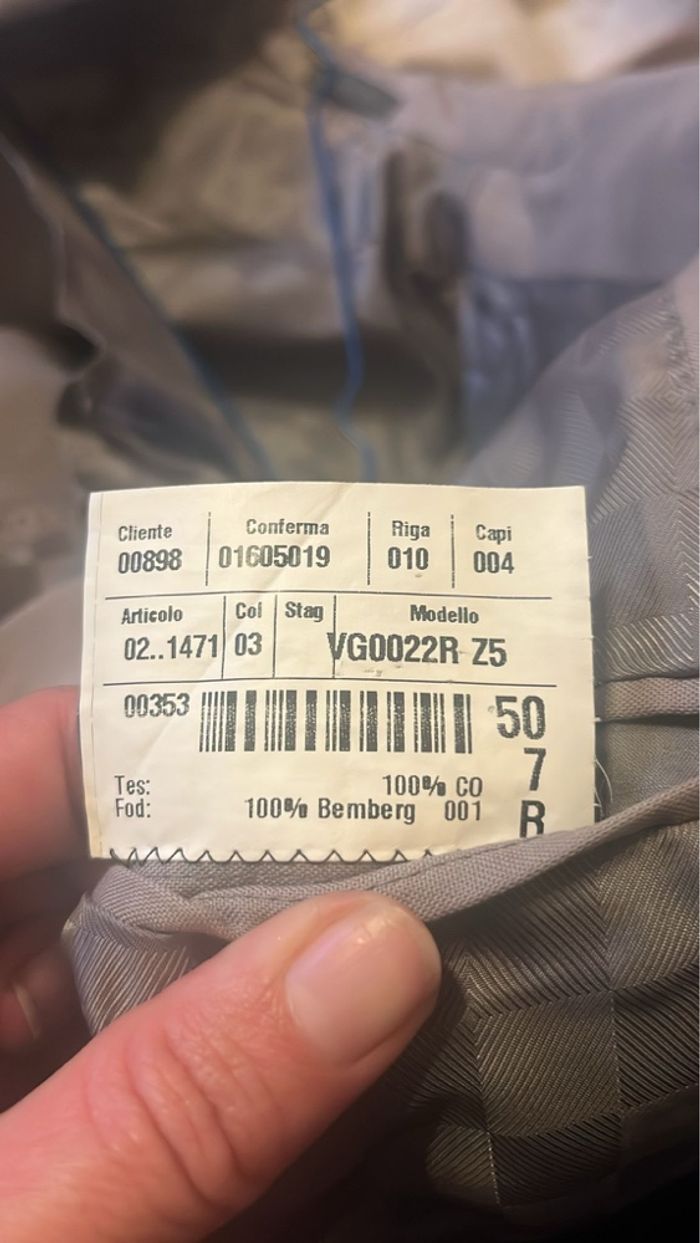 Cliente Conferma Riga Capi
00898 01605019 010 004
Articolo Col Stag Modello
02..1471 03 VG0022R Z5
00353 50
7
Tes: 100% CO
Fod: 100% Bemberg 001 R